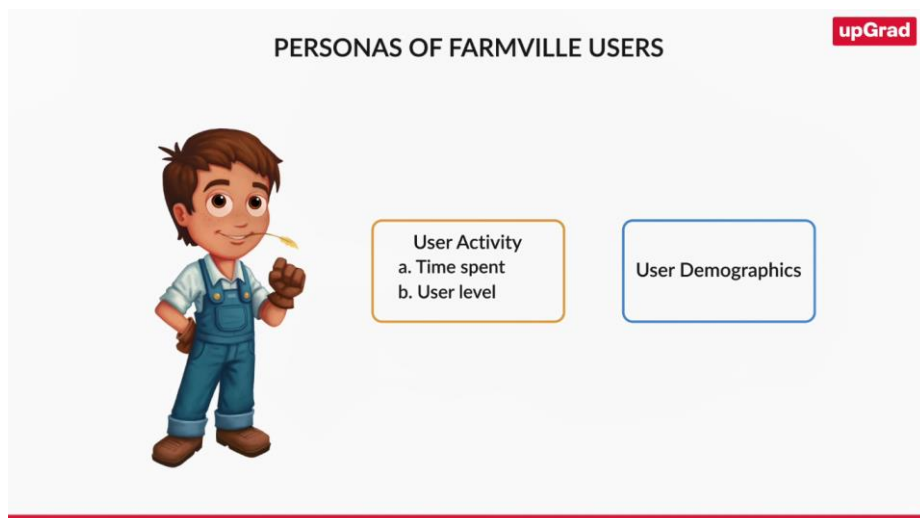 upGrad
PERSONAS OF FARMVILLE USERS
User Activity
a. Time spent
b. User level
User Demographics